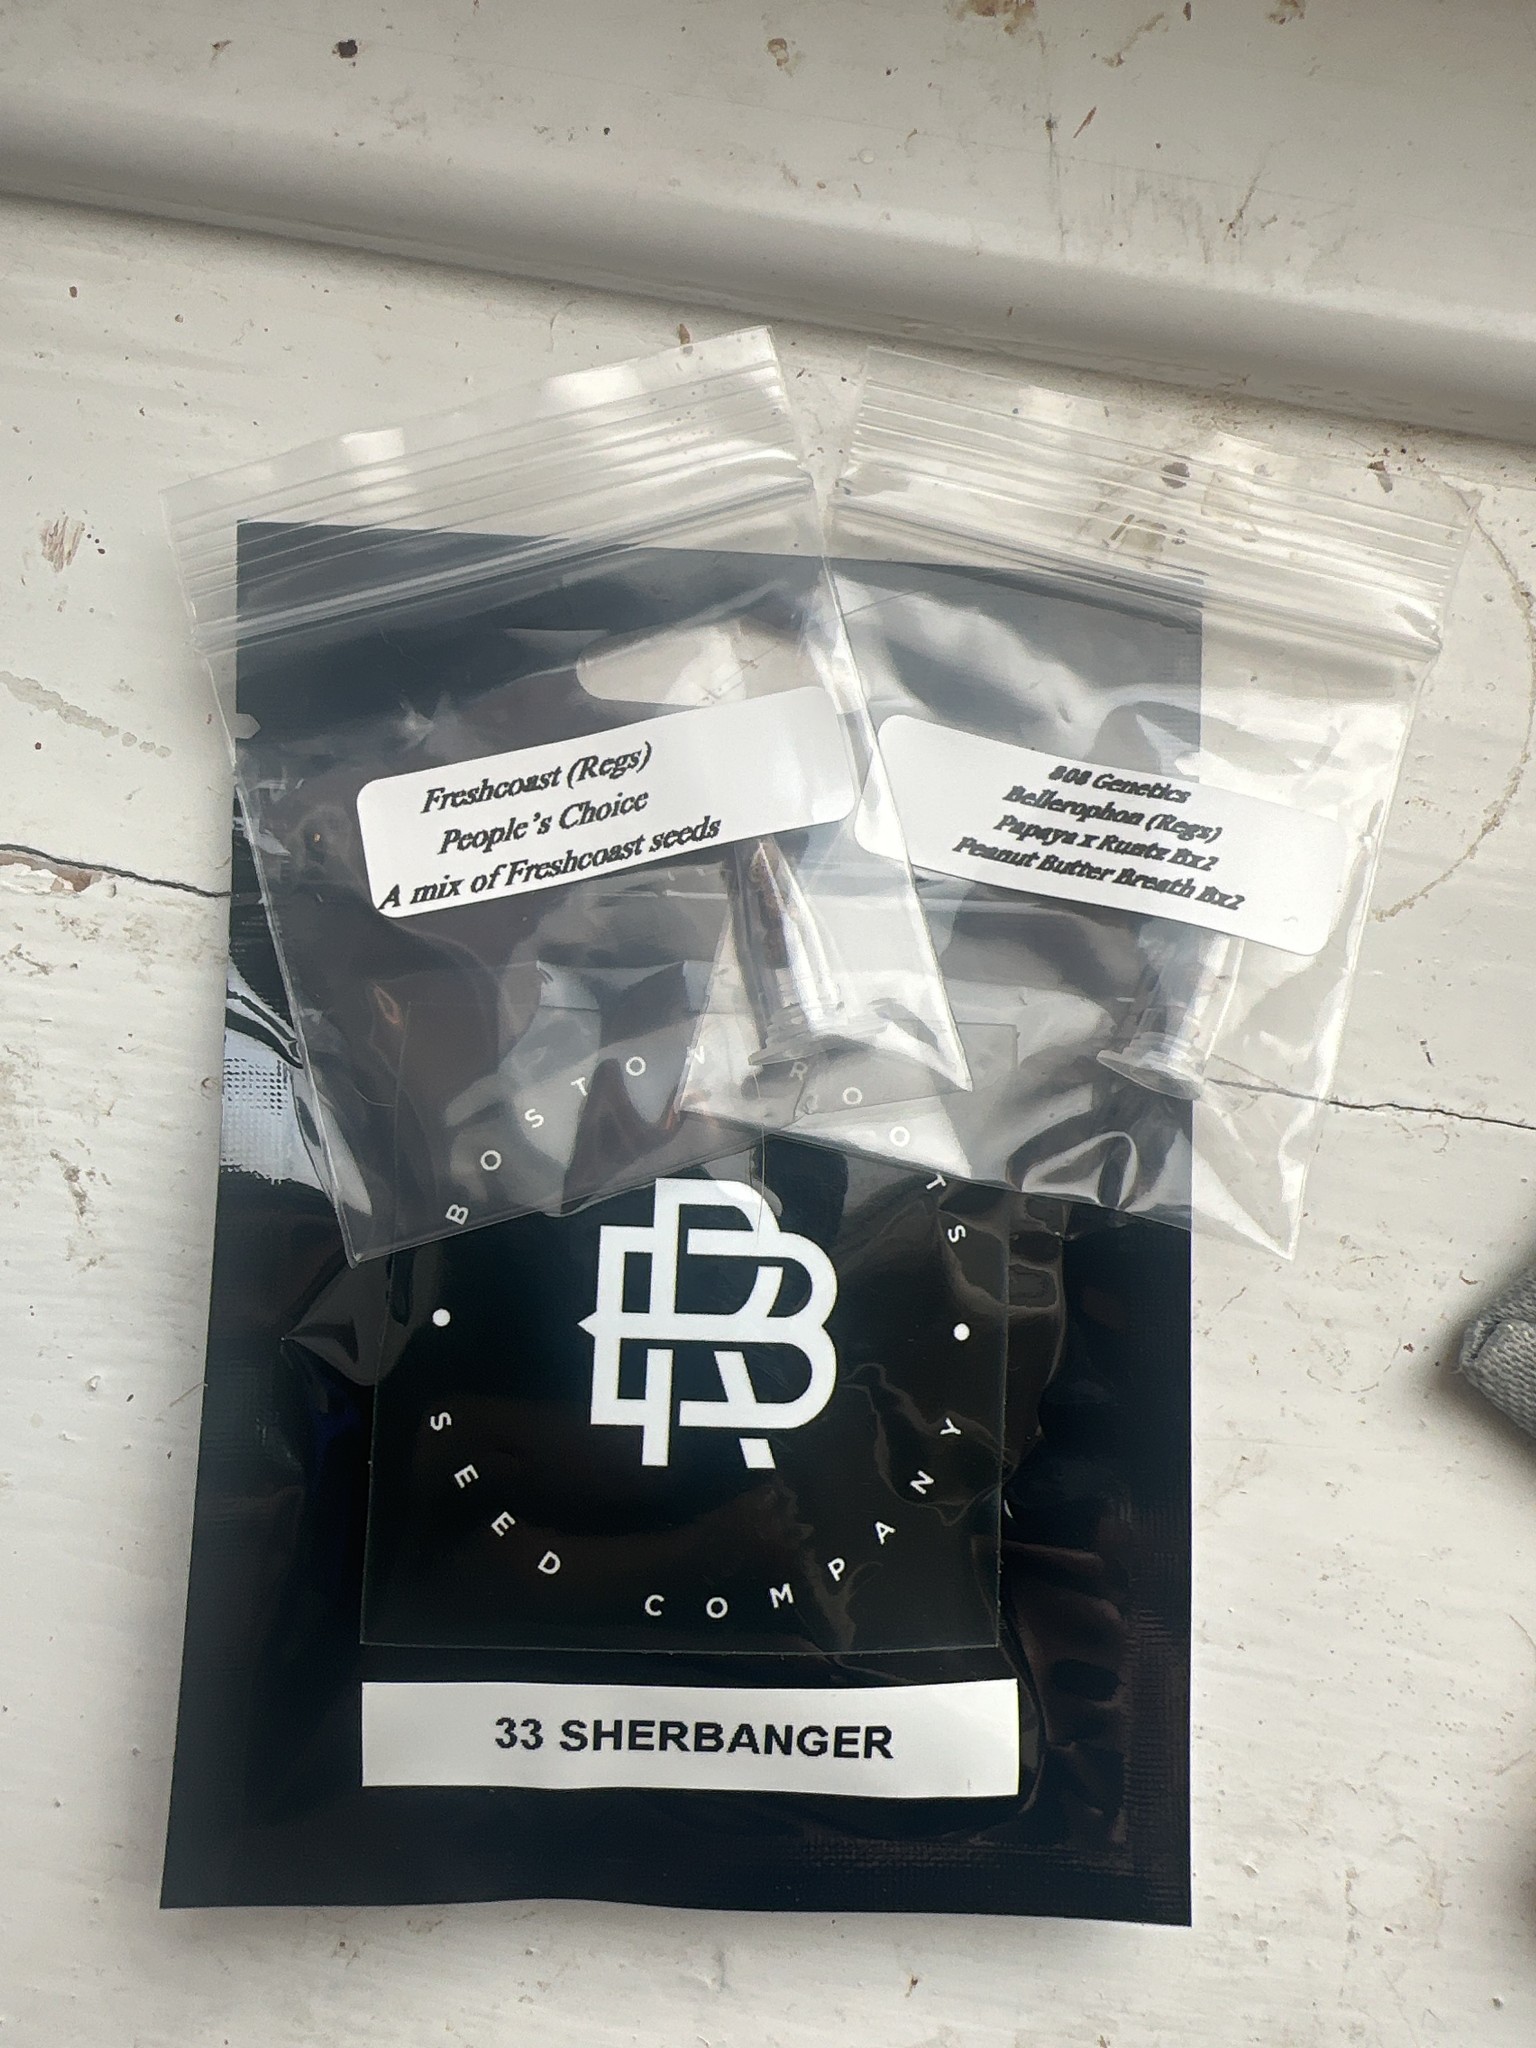 Freshcoast (Regs)
People's Choice
A mix of Freshcoast seeds
808 Genetics
Bellerophon (Regs)
Papaya x Runtz Bx2
Peanut Butter Breath Bx2
BOSTON ROOTS
BR
SEED COMPANY
33 SHERBANGER